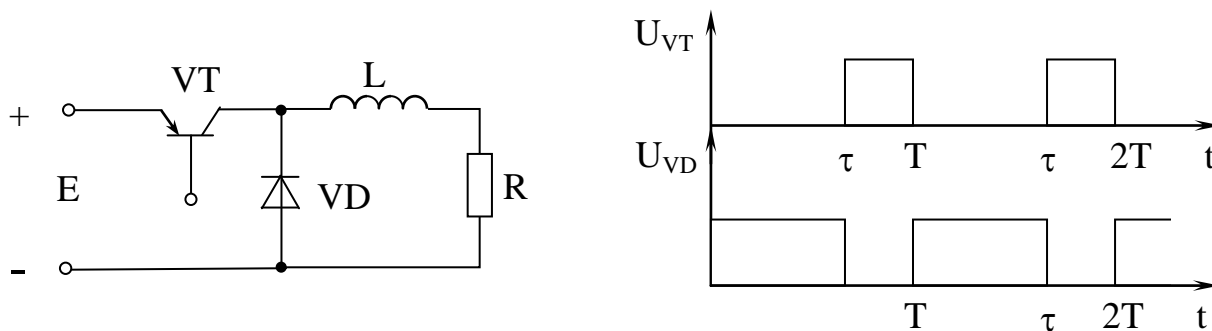 VT
L
+
E
VD
R
-
U_VT
τ T τ 2T t
U_VD
T τ 2T t